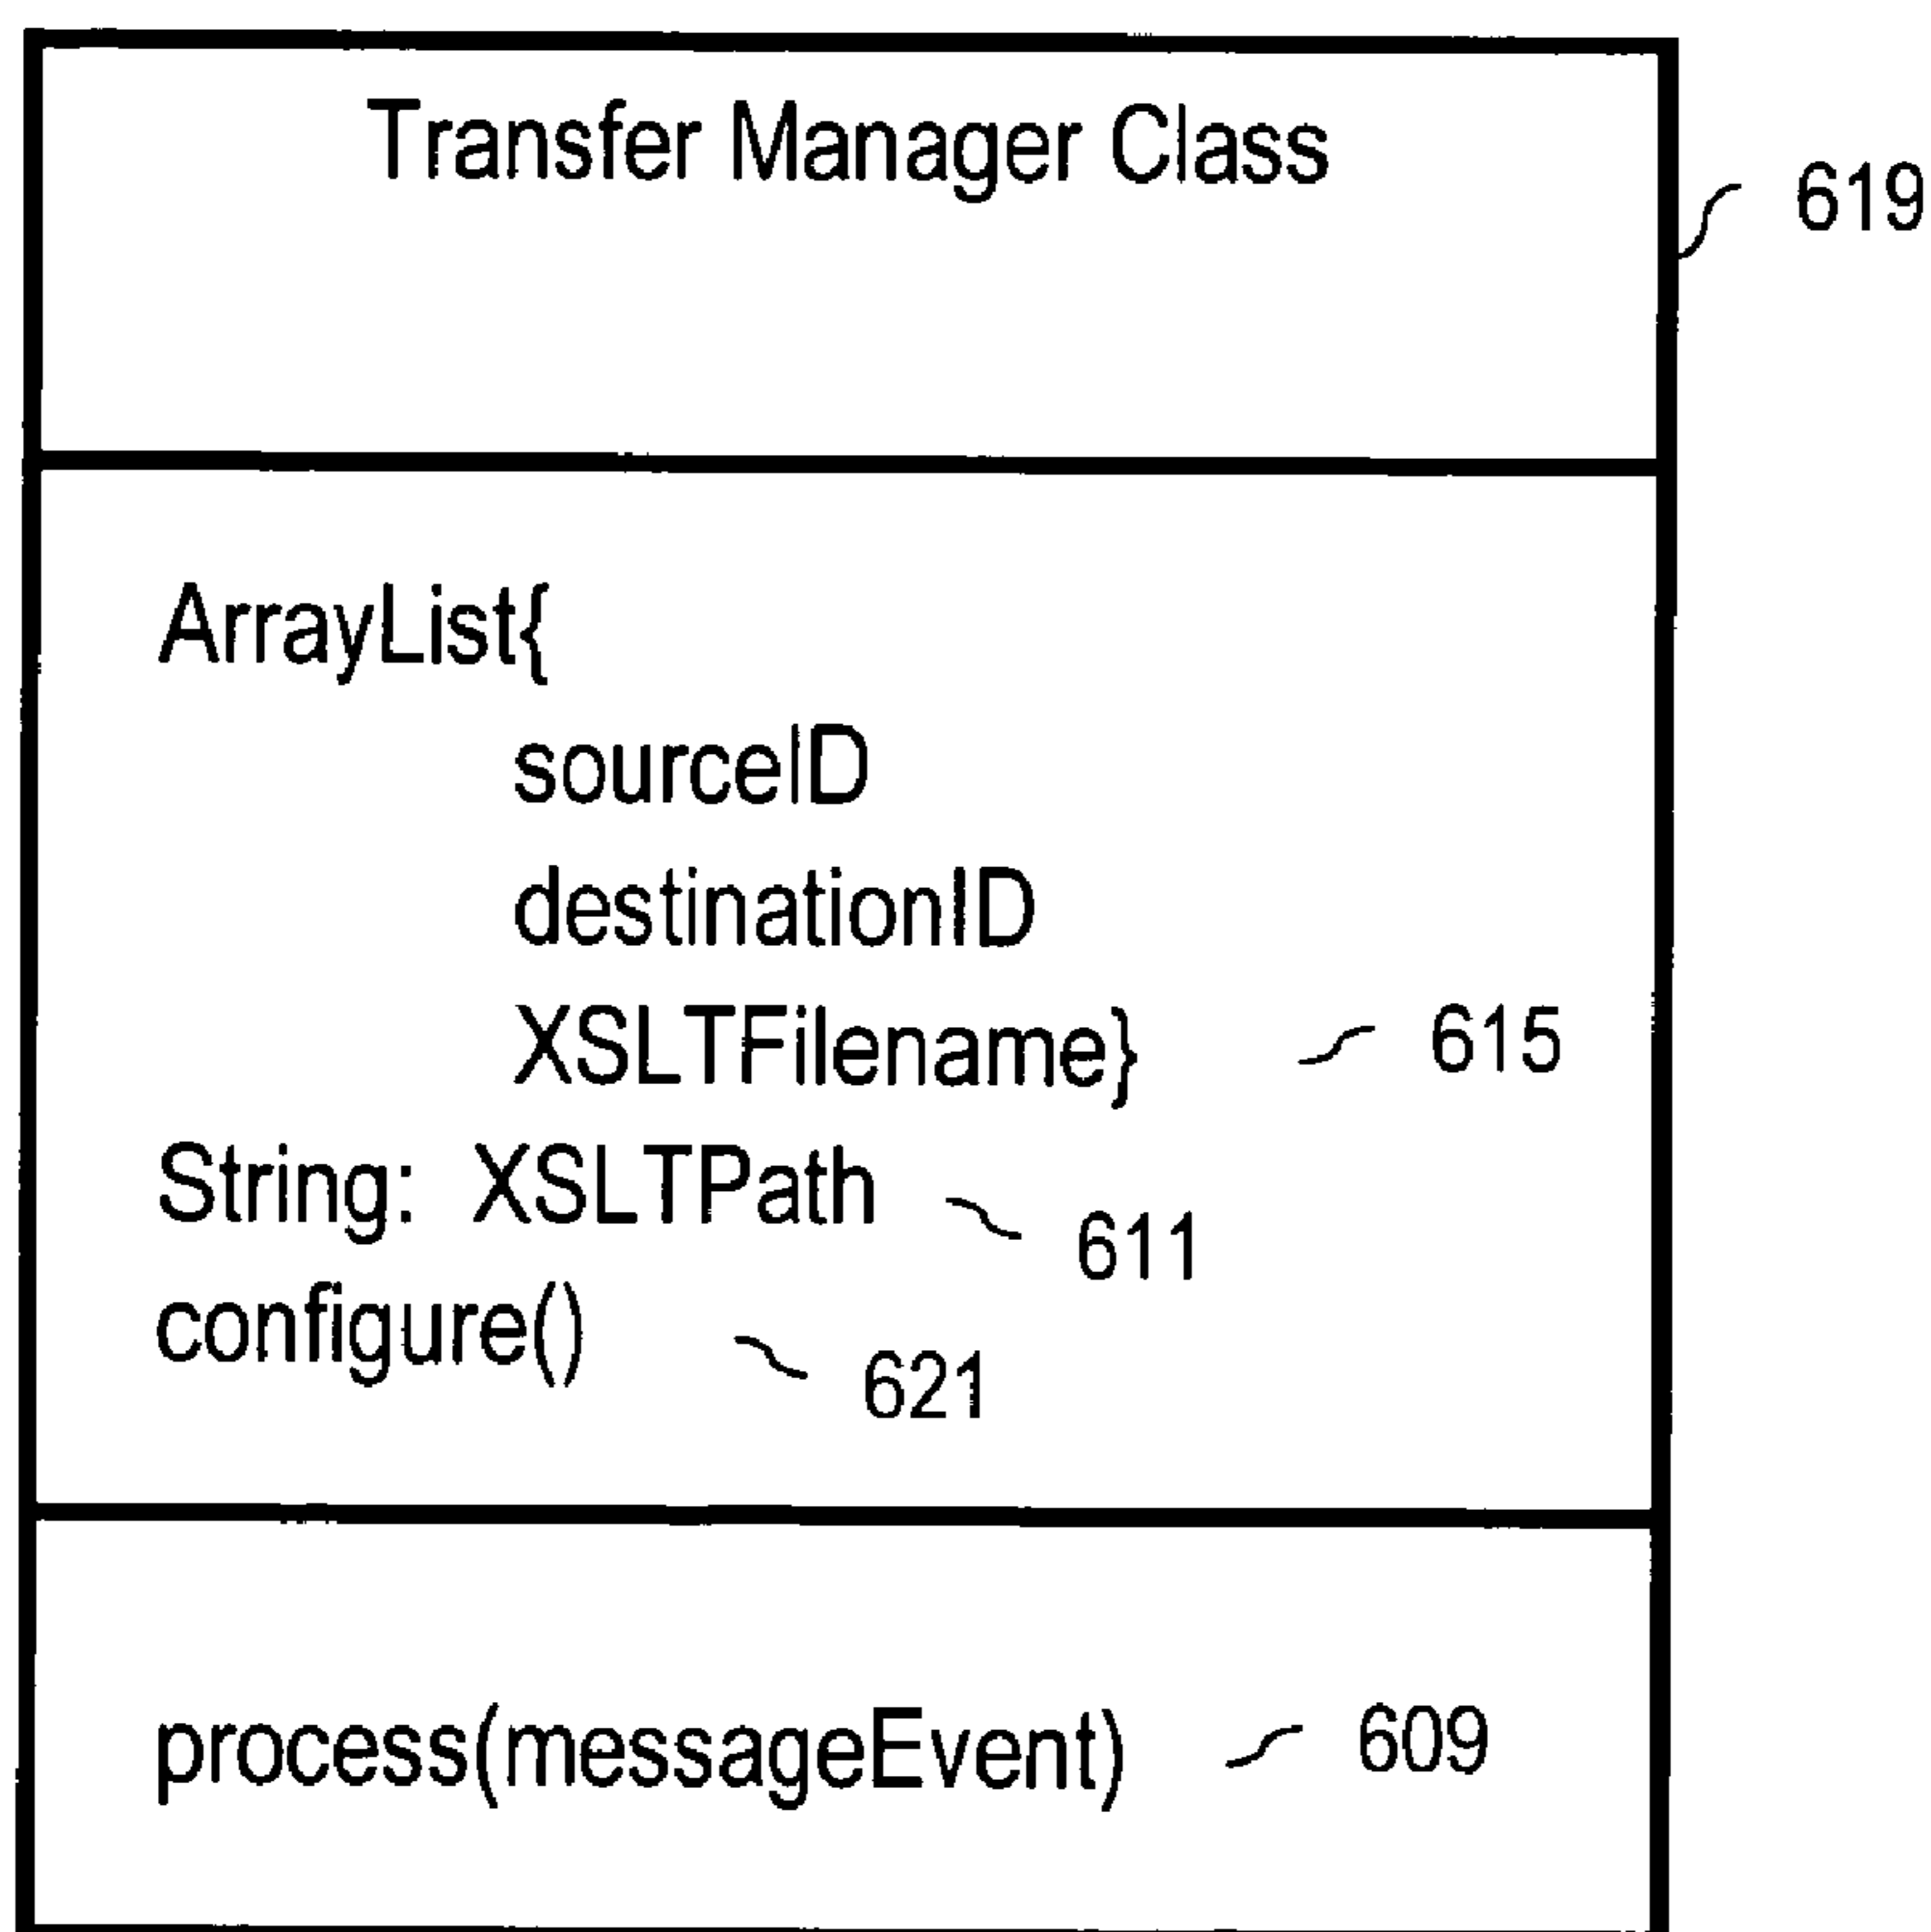 Transfer Manager Class
619
ArrayList{
sourceID
destinationID
XSLTFilename} 615
String: XSLTPath 611
configure() 621
process(messageEvent) 609